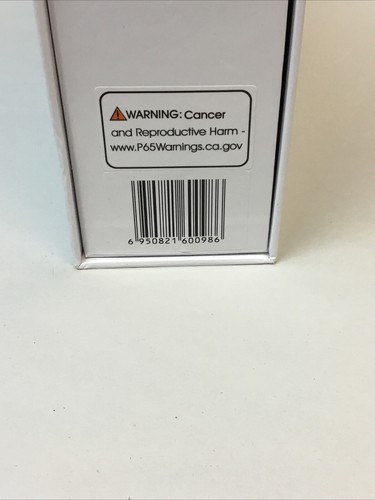 ⚠WARNING: Cancer
and Reproductive Harm -
www.P65Warnings.ca.gov
6 950821 600986